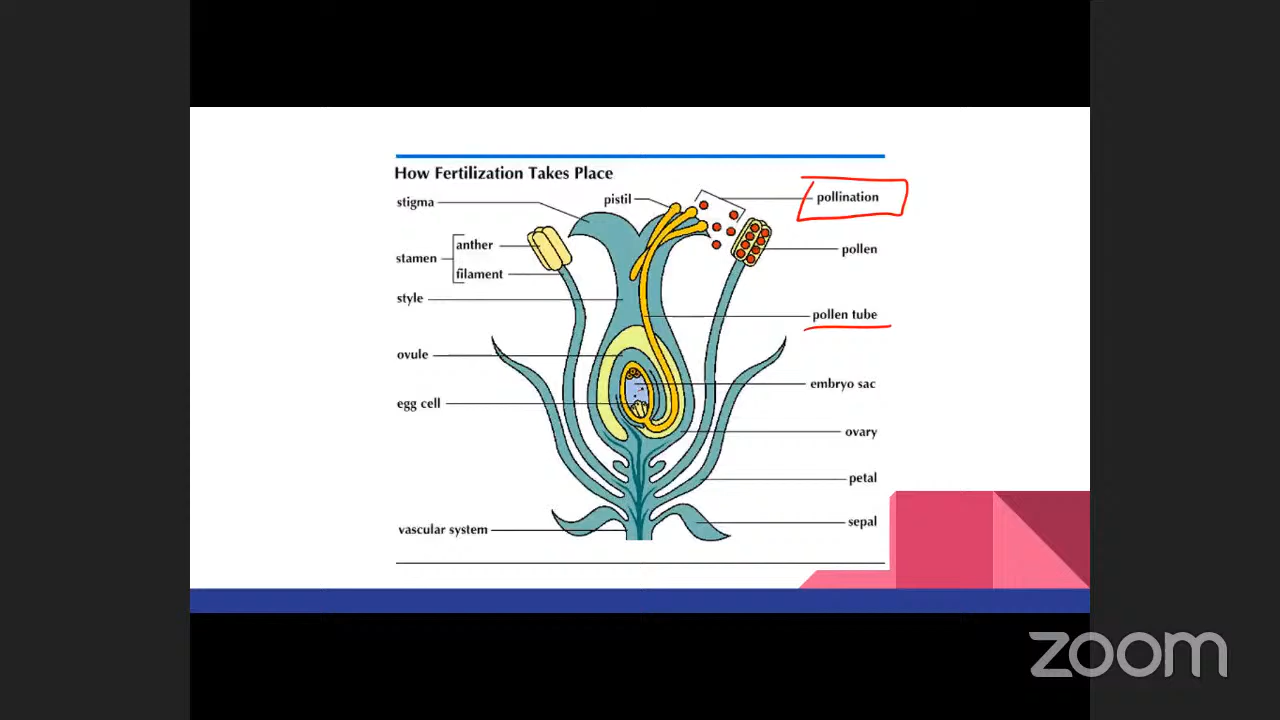 How Fertilization Takes Place
stigma
pistil
pollination
anther
stamen
filament
pollen
style
pollen tube
ovule
embryo sac
egg cell
ovary
petal
sepal
vascular system
zoom